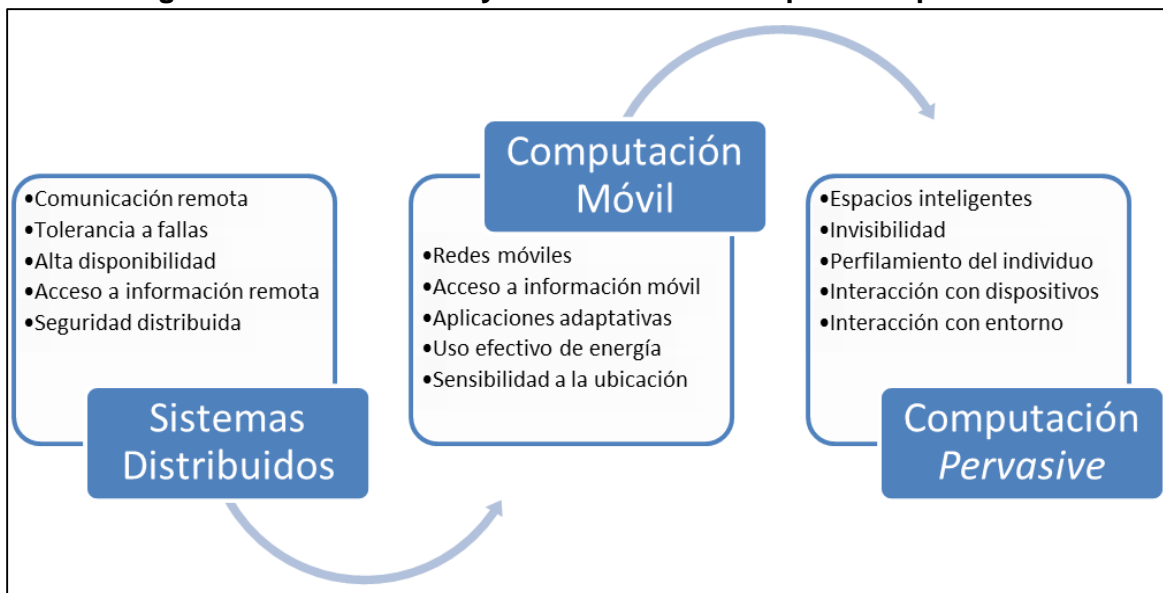 •Comunicación remota
•Tolerancia a fallas
•Alta disponibilidad
•Acceso a información remota
•Seguridad distribuida
Sistemas
Distribuidos
Computación
Móvil
•Redes móviles
•Acceso a información móvil
•Aplicaciones adaptativas
•Uso efectivo de energía
•Sensibilidad a la ubicación
•Espacios inteligentes
•Invisibilidad
•Perfilamiento del individuo
•Interacción con dispositivos
•Interacción con entorno
Computación
Pervasive